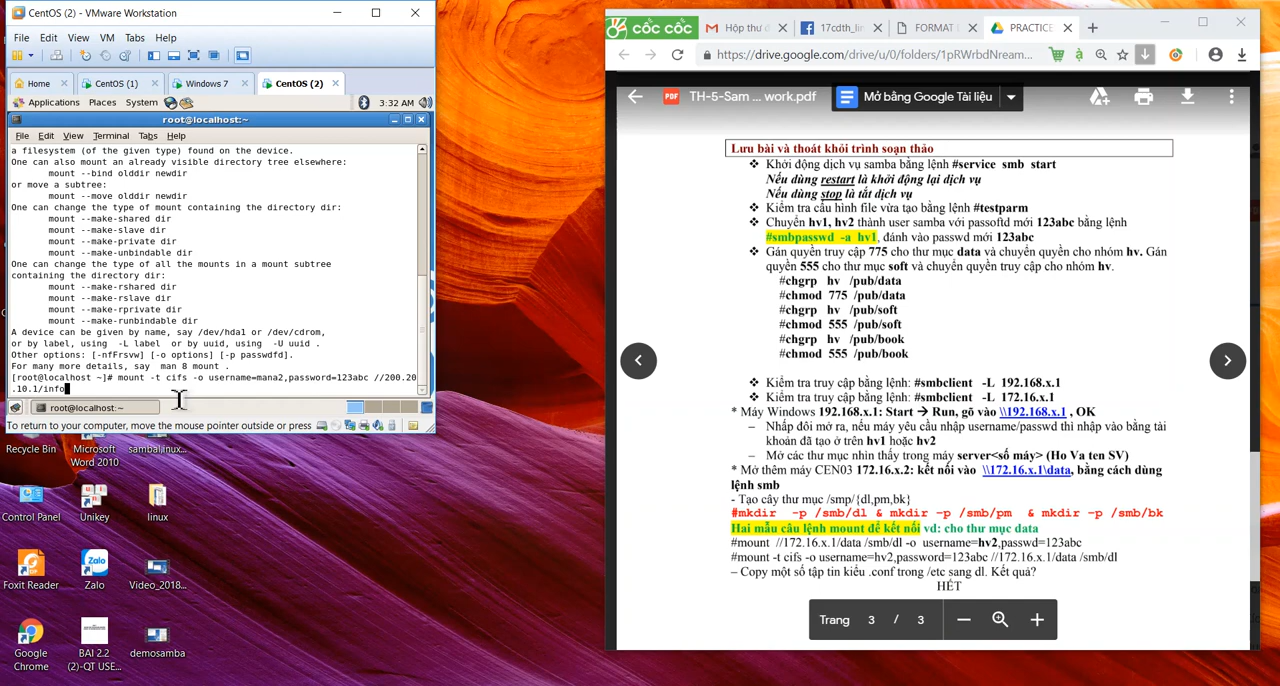 CentOS (2) - VMware Workstation
File Edit View VM Tabs Help
Home
CentOS (1)
Windows 7
CentOS (2)
Applications Places System
3:32 AM
root@localhost:~
File Edit View Terminal Tabs Help
a filesystem (of the given type) found on the device.
One can also mount an already visible directory tree elsewhere:
mount --bind olddir newdir
or move a subtree:
mount --move olddir newdir
One can change the type of mount containing the directory dir:
mount --make-shared dir
mount --make-slave dir
mount --make-private dir
mount --make-unbindable dir
One can change the type of all the mounts in a mount subtree
containing the directory dir:
mount --make-rshared dir
mount --make-rslave dir
mount --make-rprivate dir
mount --make-runbindable dir
A device can be given by name, say /dev/hda1 or /dev/cdrom,
or by label, using -L label or by uuid, using -U uuid .
Other options: [-nfFrsvw] [-o options] [-p passwdfd].
For many more details, say man 8 mount .
[root@localhost ~]# mount -t cifs -o username=mana2,password=123abc //200.20
.10.1/info
root@localhost:~
To return to your computer, move the mouse pointer outside or press
Recycle Bin
Microsoft
Word 2010
sambal,inux...
Control Panel
Unikey
linux
Foxit Reader
Zalo
Video_2018...
Google
Chrome
BAI 2.2
(2)-QT USE...
demosamba
cốc cốc
Hộp thư đ
17cdth_lin
FORMAT
PRACTICE
https://drive.google.com/drive/u/0/folders/1pRWrbdNream...
PDF
TH-5-Sam ... work.pdf
Mở bằng Google Tài liệu
Lưu bài và thoát khỏi trình soạn thảo
❖ Khởi động dịch vụ samba bằng lệnh #service smb start
Nếu dùng restart là khởi động lại dịch vụ
Nếu dùng stop là tắt dịch vụ
❖ Kiểm tra cấu hình file vừa tạo bằng lệnh #testparm
❖ Chuyển hv1, hv2 thành user samba với passoftd mới 123abc bằng lệnh
#smbpasswd -a hv1, đánh vào passwd mới 123abc
❖ Gán quyền truy cập 775 cho thư mục data và chuyển quyền cho nhóm hv. Gán
quyền 555 cho thư mục soft và chuyển quyền truy cập cho nhóm hv.
#chgrp hv /pub/data
#chmod 775 /pub/data
#chgrp hv /pub/soft
#chmod 555 /pub/soft
#chgrp hv /pub/book
#chmod 555 /pub/book
❖ Kiểm tra truy cập bằng lệnh: #smbclient -L 192.168.x.1
❖ Kiểm tra truy cập bằng lệnh: #smbclient -L 172.16.x.1
* Máy Windows 192.168.x.1: Start → Run, gõ vào \\192.168.x.1 , OK
– Nhấp đôi mở ra, nếu máy yêu cầu nhập username/passwd thì nhập vào bằng tài
khoản đã tạo ở trên hv1 hoặc hv2
– Mở các thư mục nhìn thấy trong máy server<số máy> (Ho Va ten SV)
* Mở thêm máy CEN03 172.16.x.2: kết nối vào \\172.16.x.1\data, bằng cách dùng
lệnh smb
- Tạo cây thư mục /smp/{dl,pm,bk}
#mkdir –p /smb/dl & mkdir –p /smb/pm & mkdir –p /smb/bk
Hai mẫu câu lệnh mount để kết nối vd: cho thư mục data
#mount //172.16.x.1/data /smb/dl -o username=hv2,passwd=123abc
#mount -t cifs -o username=hv2,password=123abc //172.16.x.1/data /smb/dl
– Copy một số tập tin kiểu .conf trong /etc sang dl. Kết quả?
HẾT
Trang 3 / 3